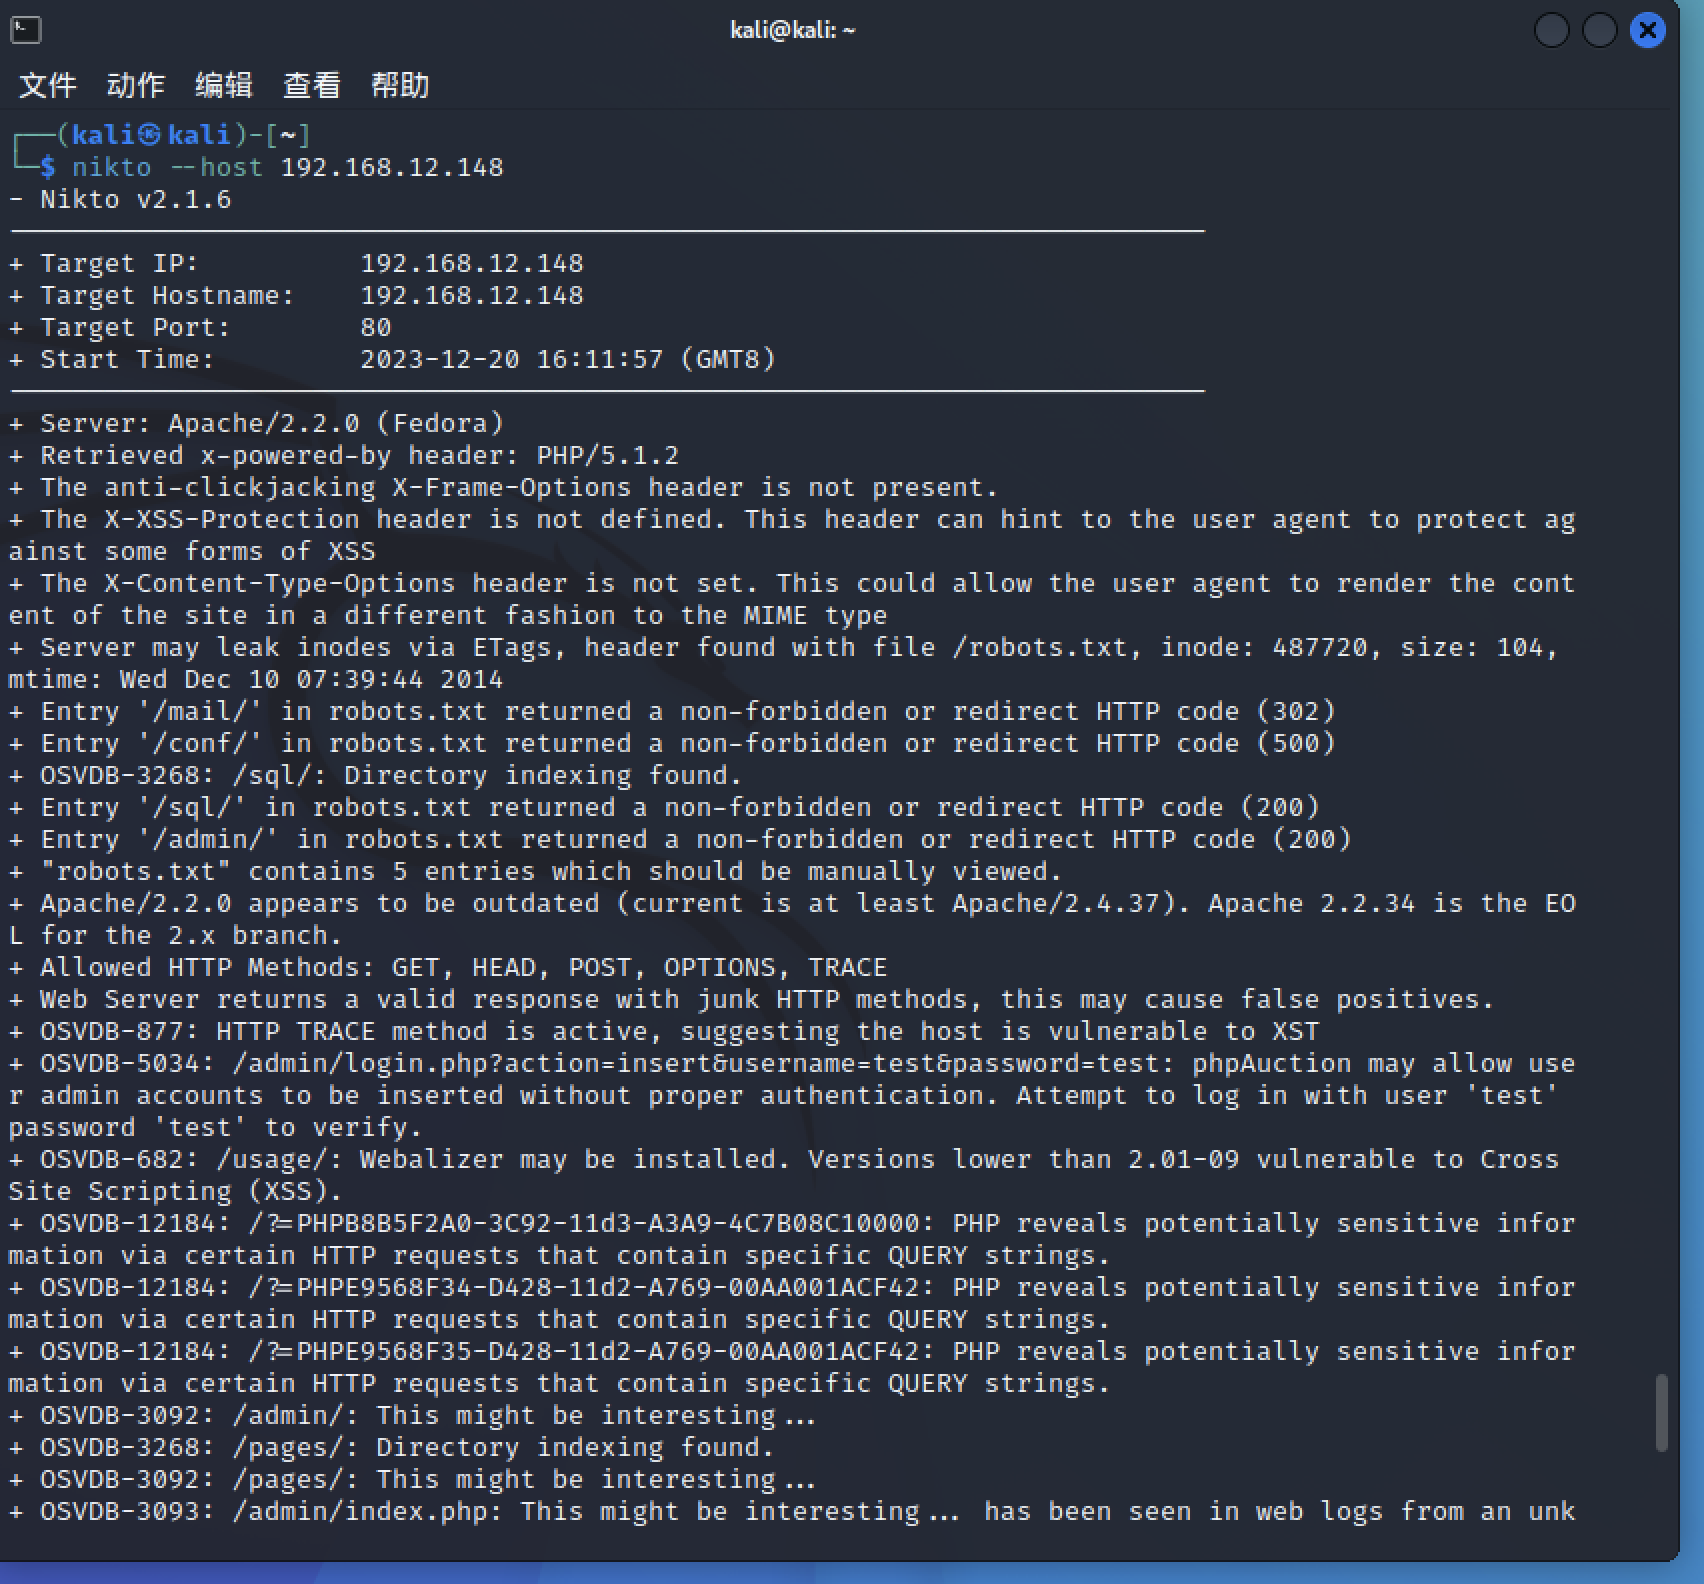 kali@kali: ~
文件 动作 编辑 查看 帮助
┌──(kali㉿kali)-[~]
└─$ nikto --host 192.168.12.148
- Nikto v2.1.6
+ Target IP:          192.168.12.148
+ Target Hostname:    192.168.12.148
+ Target Port:        80
+ Start Time:         2023-12-20 16:11:57 (GMT8)
+ Server: Apache/2.2.0 (Fedora)
+ Retrieved x-powered-by header: PHP/5.1.2
+ The anti-clickjacking X-Frame-Options header is not present.
+ The X-XSS-Protection header is not defined. This header can hint to the user agent to protect ag
ainst some forms of XSS
+ The X-Content-Type-Options header is not set. This could allow the user agent to render the cont
ent of the site in a different fashion to the MIME type
+ Server may leak inodes via ETags, header found with file /robots.txt, inode: 487720, size: 104,
mtime: Wed Dec 10 07:39:44 2014
+ Entry '/mail/' in robots.txt returned a non-forbidden or redirect HTTP code (302)
+ Entry '/conf/' in robots.txt returned a non-forbidden or redirect HTTP code (500)
+ OSVDB-3268: /sql/: Directory indexing found.
+ Entry '/sql/' in robots.txt returned a non-forbidden or redirect HTTP code (200)
+ Entry '/admin/' in robots.txt returned a non-forbidden or redirect HTTP code (200)
+ "robots.txt" contains 5 entries which should be manually viewed.
+ Apache/2.2.0 appears to be outdated (current is at least Apache/2.4.37). Apache 2.2.34 is the EO
L for the 2.x branch.
+ Allowed HTTP Methods: GET, HEAD, POST, OPTIONS, TRACE
+ Web Server returns a valid response with junk HTTP methods, this may cause false positives.
+ OSVDB-877: HTTP TRACE method is active, suggesting the host is vulnerable to XST
+ OSVDB-5034: /admin/login.php?action=insert&username=test&password=test: phpAuction may allow use
r admin accounts to be inserted without proper authentication. Attempt to log in with user 'test'
password 'test' to verify.
+ OSVDB-682: /usage/: Webalizer may be installed. Versions lower than 2.01-09 vulnerable to Cross
Site Scripting (XSS).
+ OSVDB-12184: /?=PHPB8B5F2A0-3C92-11d3-A3A9-4C7B08C10000: PHP reveals potentially sensitive infor
mation via certain HTTP requests that contain specific QUERY strings.
+ OSVDB-12184: /?=PHPE9568F34-D428-11d2-A769-00AA001ACF42: PHP reveals potentially sensitive infor
mation via certain HTTP requests that contain specific QUERY strings.
+ OSVDB-12184: /?=PHPE9568F35-D428-11d2-A769-00AA001ACF42: PHP reveals potentially sensitive infor
mation via certain HTTP requests that contain specific QUERY strings.
+ OSVDB-3092: /admin/: This might be interesting...
+ OSVDB-3268: /pages/: Directory indexing found.
+ OSVDB-3092: /pages/: This might be interesting...
+ OSVDB-3093: /admin/index.php: This might be interesting... has been seen in web logs from an unk